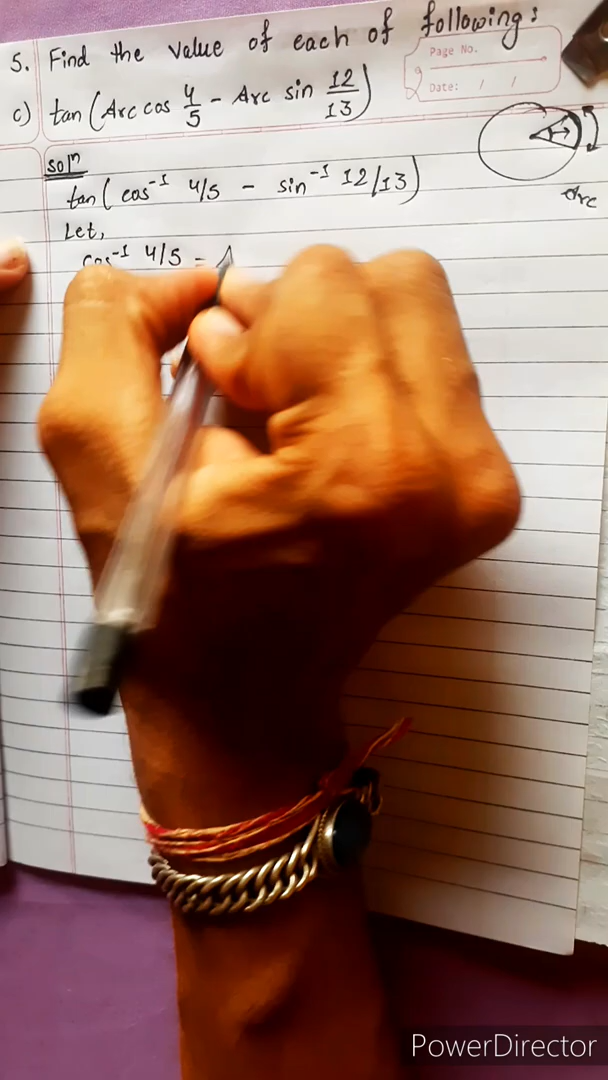 5. Find the value of each of following:
Page No.
Date: / /
c) tan (Arc cos 4/5 - Arc sin 12/13)
Arc
soln
tan ( cos⁻¹ 4/5 - sin⁻¹ 12/13 )
Let,
cos⁻¹ 4/5 = A
PowerDirector